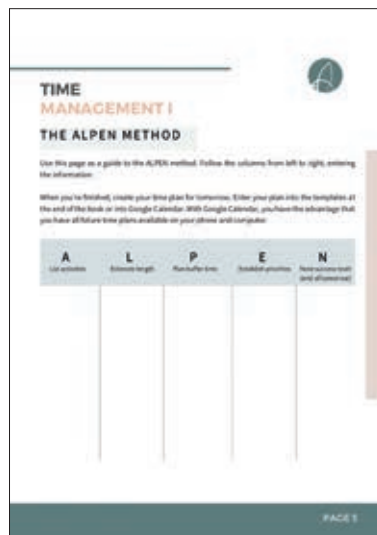 TIME
MANAGEMENT I
THE ALPEN METHOD
Use this page as a guide to the ALPEN method. Follow the columns from left to right, entering
the information.
When you're finished, create your time plan for tomorrow. Enter your plan into the templates at
the end of the book or into Google Calendar. With Google Calendar, you have the advantage that
you have all future time plans available on your phone and computer.
A L P E N
List activities Estimate length Plan buffer time Establish priorities Note success level
(end of tomorrow)
PAGE 5